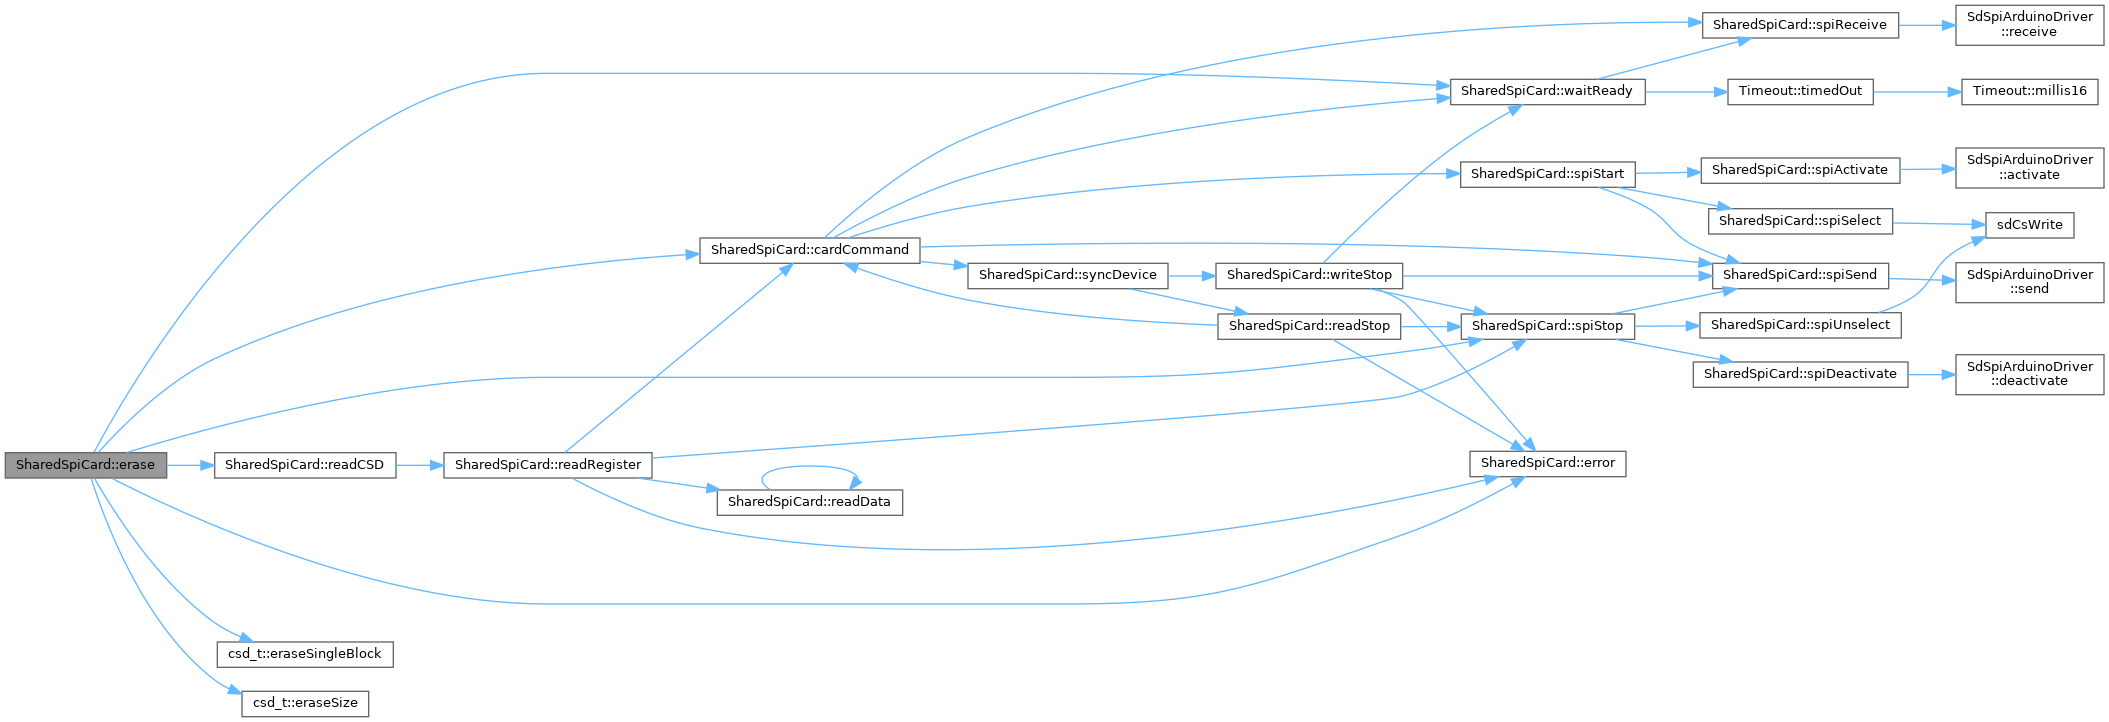 SharedSpiCard::erase
SharedSpiCard::readCSD
csd_t::eraseSingleBlock
csd_t::eraseSize
SharedSpiCard::readRegister
SharedSpiCard::cardCommand
SharedSpiCard::readData
SharedSpiCard::syncDevice
SharedSpiCard::writeStop
SharedSpiCard::readStop
SharedSpiCard::waitReady
SharedSpiCard::spiStart
SharedSpiCard::spiStop
SharedSpiCard::error
SharedSpiCard::spiReceive
Timeout::timedOut
SharedSpiCard::spiActivate
SharedSpiCard::spiSelect
SharedSpiCard::spiSend
SharedSpiCard::spiUnselect
SharedSpiCard::spiDeactivate
SdSpiArduinoDriver
::receive
Timeout::millis16
SdSpiArduinoDriver
::activate
sdCsWrite
SdSpiArduinoDriver
::send
SdSpiArduinoDriver
::deactivate